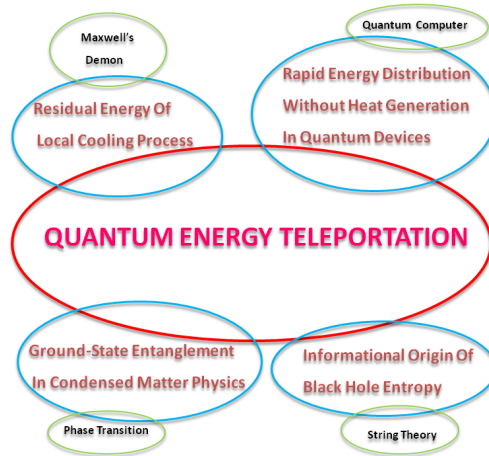 Maxwell's
Demon
Residual Energy Of
Local Cooling Process
Quantum Computer
Rapid Energy Distribution
Without Heat Generation
In Quantum Devices
QUANTUM ENERGY TELEPORTATION
Ground-State Entanglement
In Condensed Matter Physics
Phase Transition
Informational Origin Of
Black Hole Entropy
String Theory